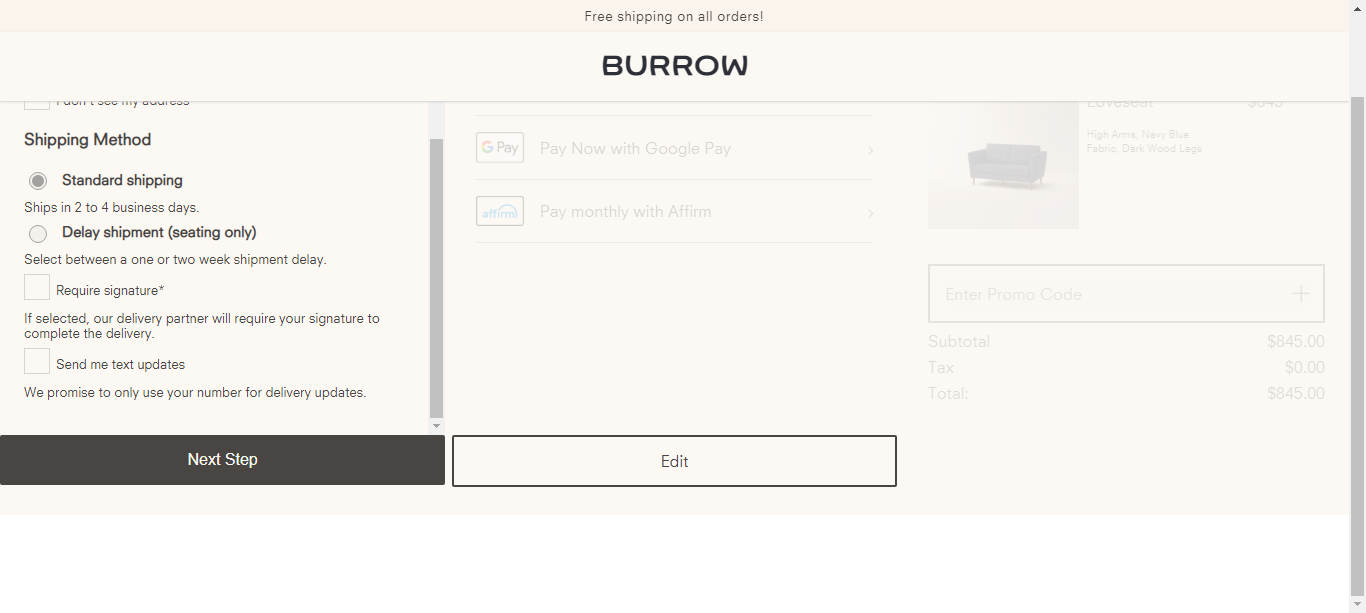 Free shipping on all orders!
BURROW
I don't see my address
Shipping Method
Standard shipping
Ships in 2 to 4 business days.
Delay shipment (seating only)
Select between a one or two week shipment delay.
Require signature*
If selected, our delivery partner will require your signature to
complete the delivery.
Send me text updates
We promise to only use your number for delivery updates.
Next Step
G Pay
Pay Now with Google Pay
affirm
Pay monthly with Affirm
Edit
Loveseat
$845
High Arms, Navy Blue
Fabric, Dark Wood Legs
Enter Promo Code
Subtotal $845.00
Tax $0.00
Total: $845.00